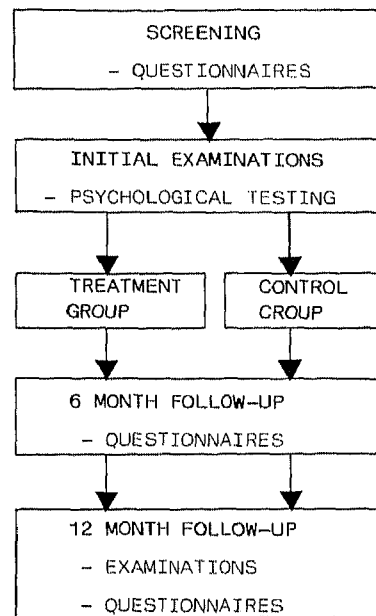 SCREENING
- QUESTIONNAIRES
INITIAL EXAMINATIONS
- PSYCHOLOGICAL TESTING
TREATMENT
GROUP
CONTROL
CROUP
6 MONTH FOLLOW-UP
- QUESTIONNAIRES
12 MONTH FOLLOW-UP
- EXAMINATIONS
- QUESTIONNAIRES